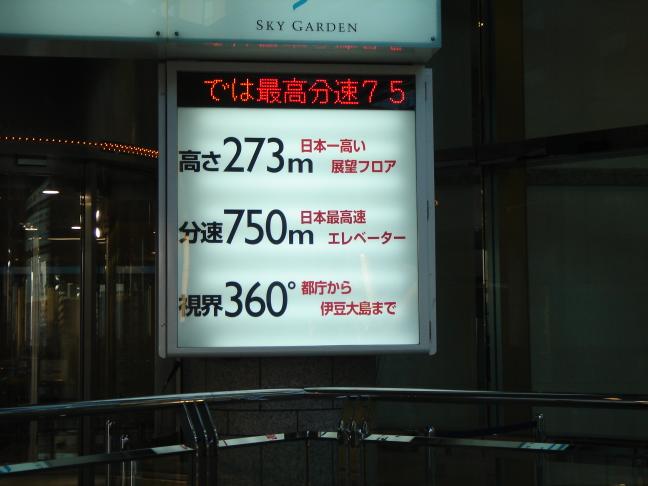 SKY GARDEN
では最高分速75
高さ273m 日本一高い
展望フロア
分速750m 日本最高速
エレベーター
視界360° 都庁から
伊豆大島まで